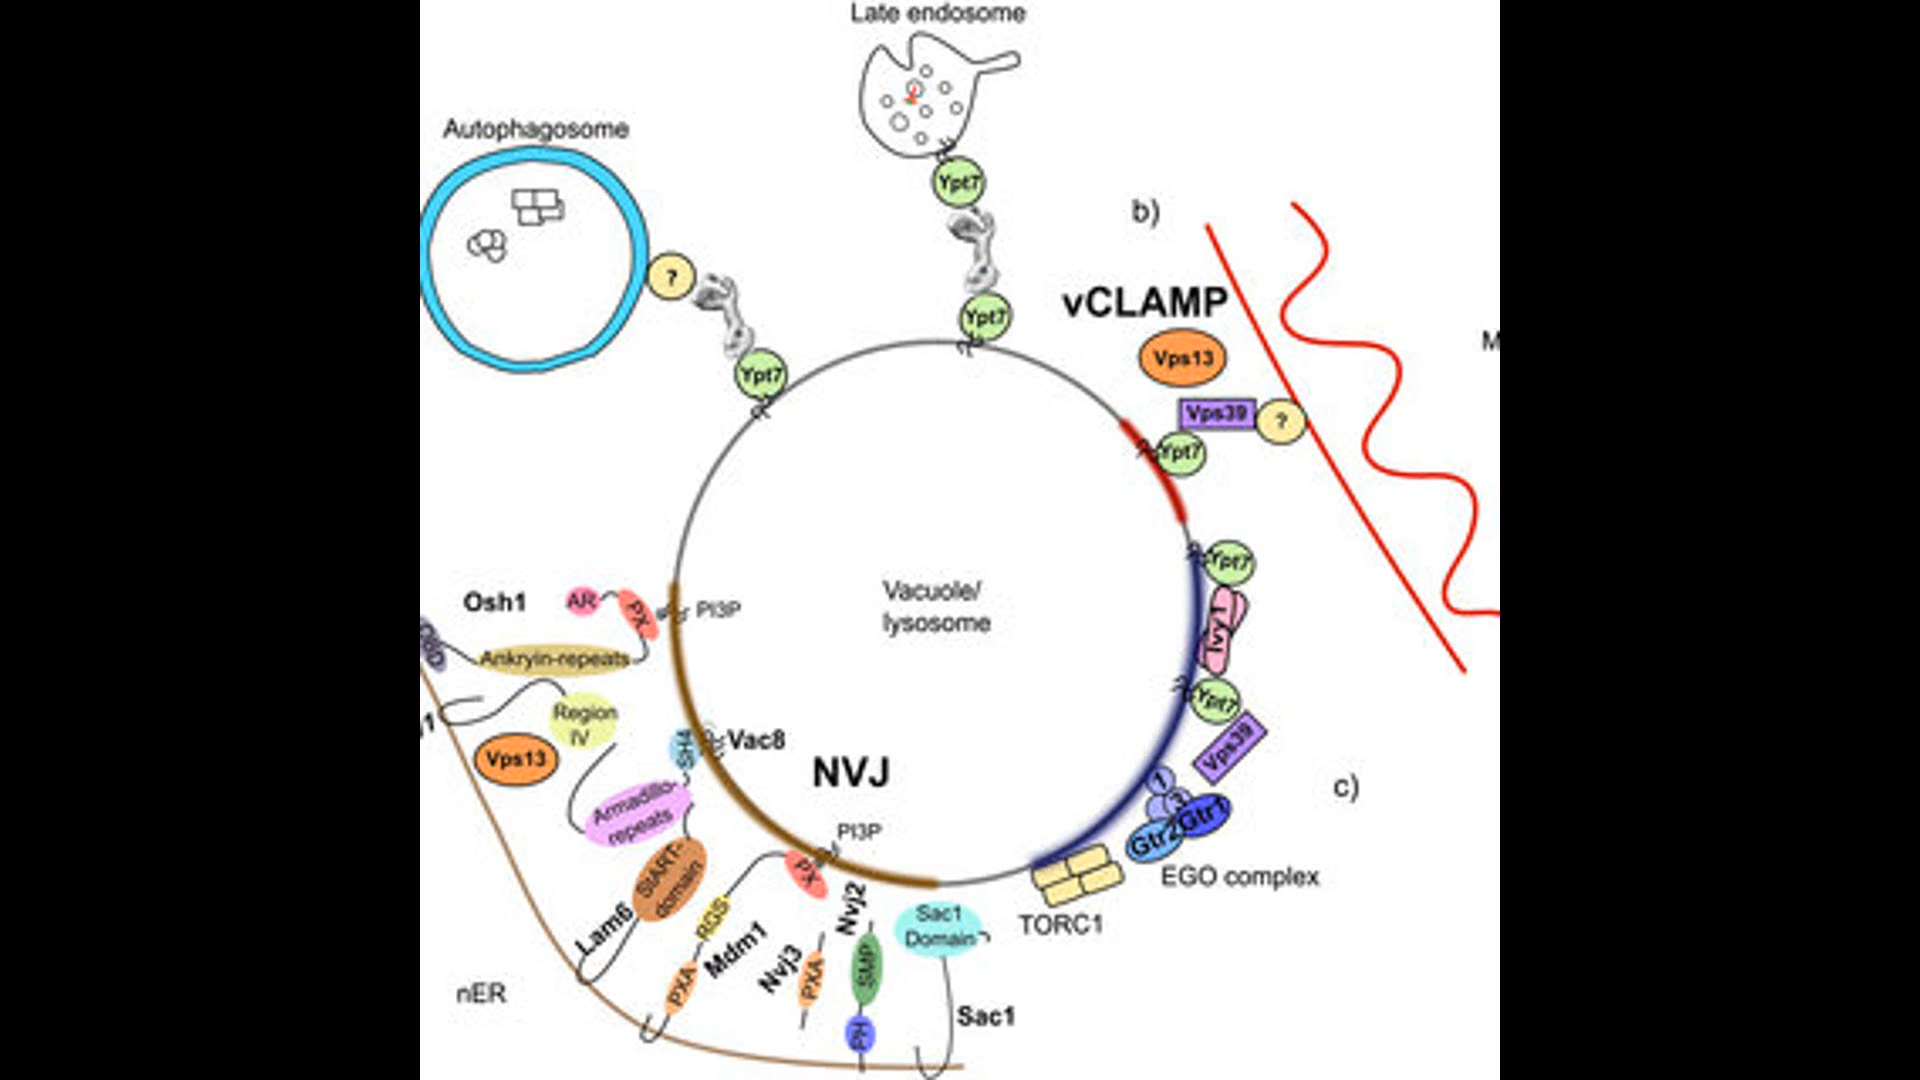 Late endosome
Autophagosome
Ypt7
b)
?
vCLAMP
Ypt7
Vps13
Ypt7
Vps39
?
Ypt7
Ypt7
Vacuole/
lysosome
Osh1
AR
PX
PI3P
Ivy1
Ankryin-repeats
Ypt7
Region
IV
Vps13
SH4
Vac8
Vps39
NVJ
c)
1
3
Gtr1
Gtr2
Armadillo-
repeats
PI3P
StART-
domain
PX
EGO complex
Lam6
RGS
Nvj2
Sac1
Domain
TORC1
Mdm1
Nvj3
PXA
PXA
SMP
nER
PH
Sac1